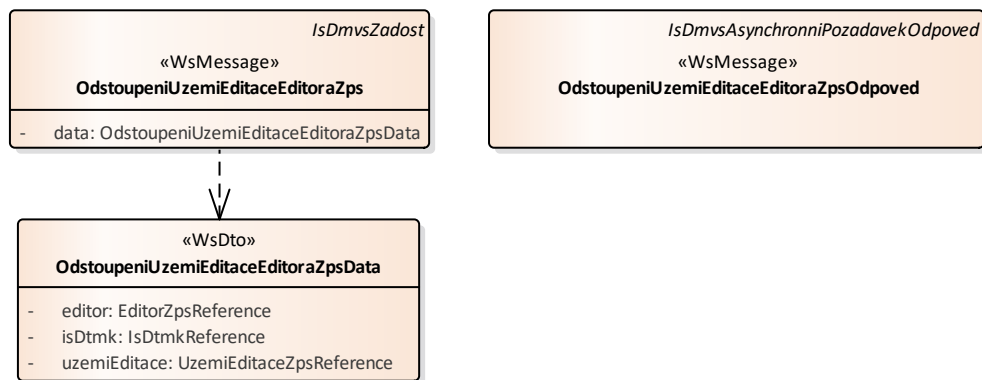 IsDmvsZadost
«WsMessage»
OdstoupeniUzemiEditaceEditoraZps
- data: OdstoupeniUzemiEditaceEditoraZpsData
IsDmvsAsynchronniPozadavekOdpoved
«WsMessage»
OdstoupeniUzemiEditaceEditoraZpsOdpoved
«WsDto»
OdstoupeniUzemiEditaceEditoraZpsData
- editor: EditorZpsReference
- isDtmk: IsDtmkReference
- uzemiEditace: UzemiEditaceZpsReference